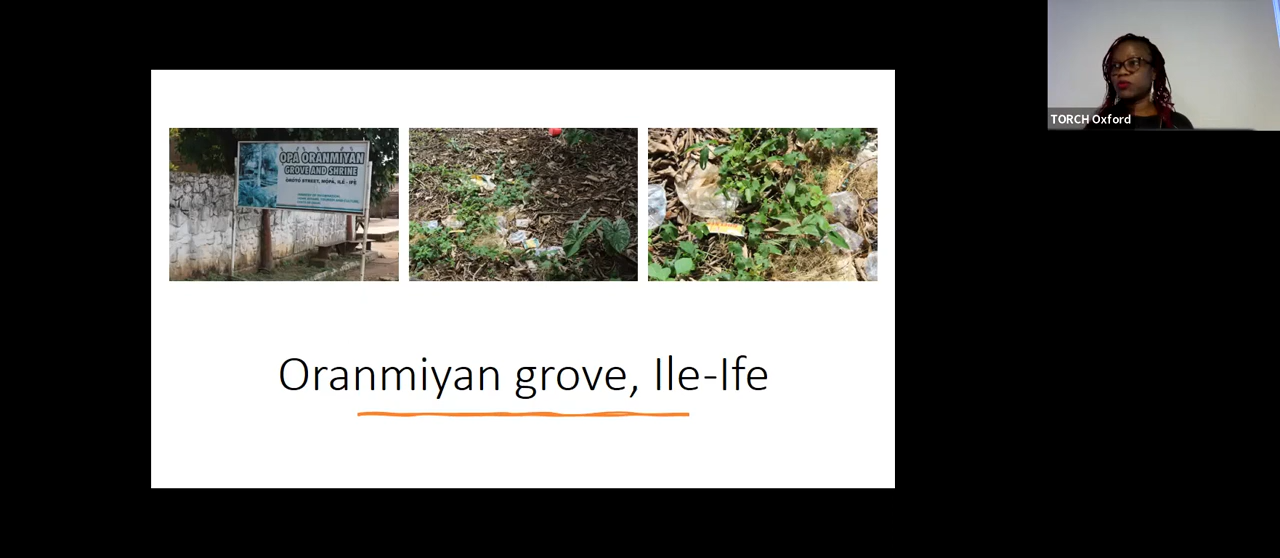 OPA ORANMIYAN
GROVE AND SHRINE
Oranmiyan grove, Ile-Ife
TORCH Oxford